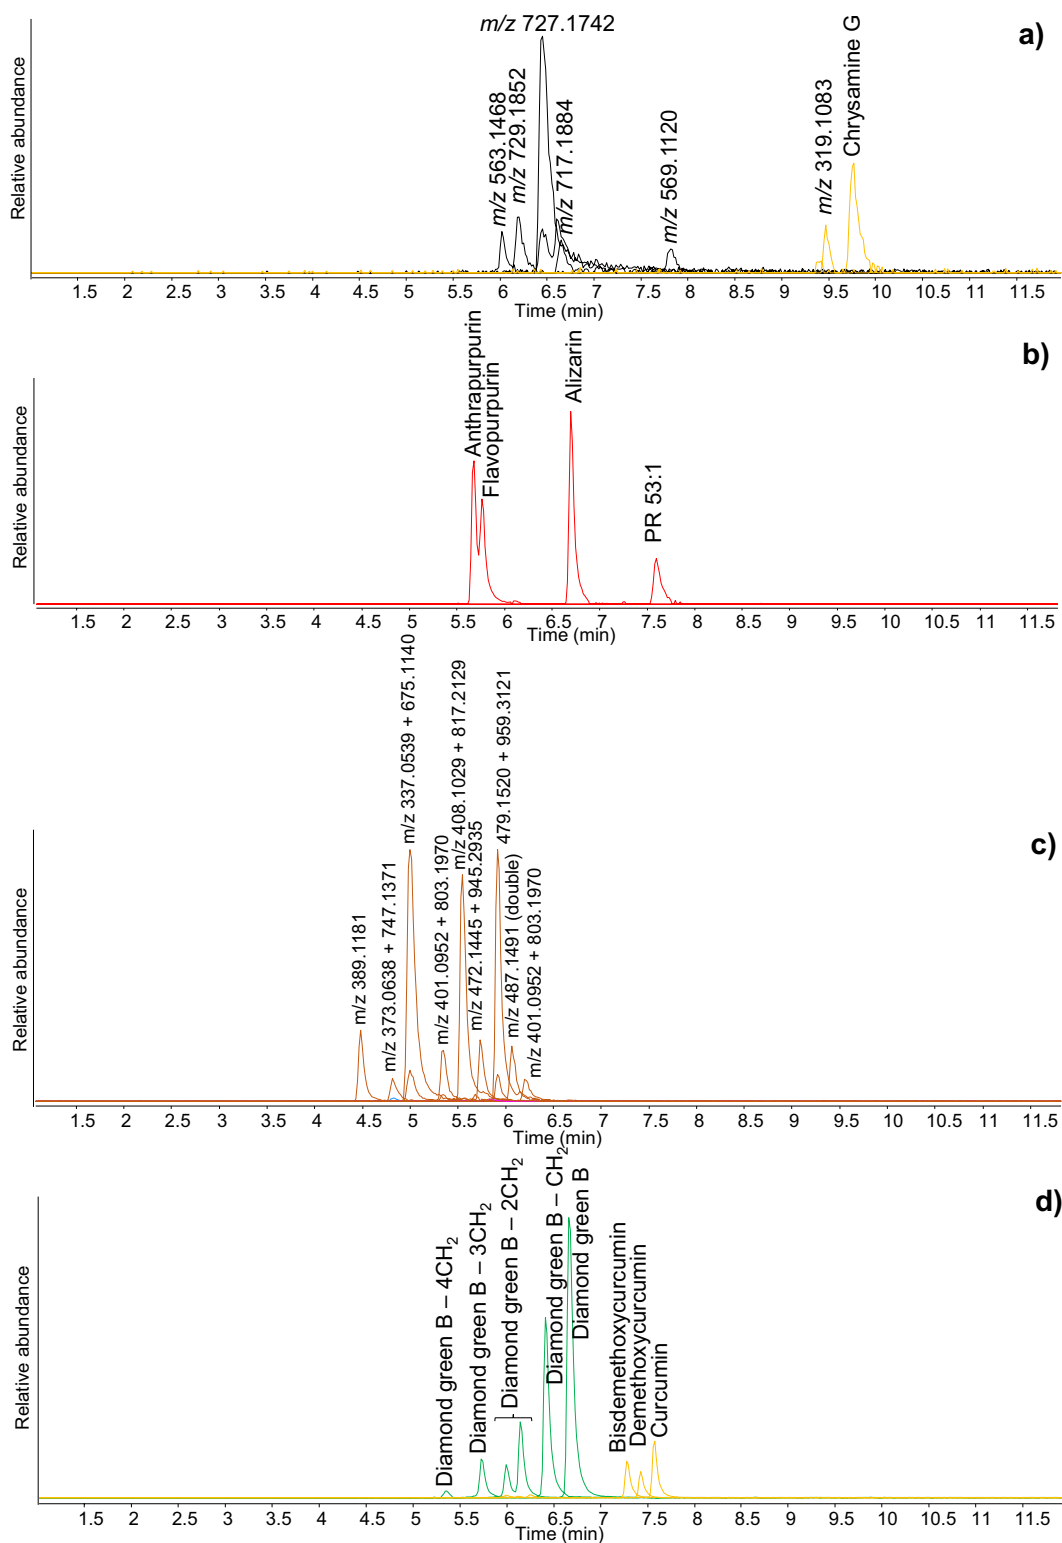 a)
m/z 727.1742
m/z 563.1468
m/z 729.1852
m/z 717.1884
m/z 569.1120
m/z 319.1083
Chrysamine G
Relative abundance
1.5 2 2.5 3 3.5 4 4.5 5 5.5 6 6.5 7 7.5 8 8.5 9 9.5 10 10.5 11 11.5
Time (min)
b)
Anthrapurpurin
Flavopurpurin
Alizarin
PR 53:1
Relative abundance
1.5 2 2.5 3 3.5 4 4.5 5 5.5 6 6.5 7 7.5 8 8.5 9 9.5 10 10.5 11 11.5
Time (min)
c)
m/z 389.1181
m/z 373.0638 + 747.1371
m/z 337.0539 + 675.1140
m/z 401.0952 + 803.1970
m/z 408.1029 + 817.2129
m/z 472.1445 + 945.2935
479.1520 + 959.3121
m/z 487.1491 (double)
m/z 401.0952 + 803.1970
Relative abundance
1.5 2 2.5 3 3.5 4 4.5 5 5.5 6 6.5 7 7.5 8 8.5 9 9.5 10 10.5 11 11.5
Time (min)
d)
Diamond green B – 4CH₂
Diamond green B – 3CH₂
Diamond green B – 2CH₂
Diamond green B – CH₂
Diamond green B
Bisdemethoxycurcumin
Demethoxycurcumin
Curcumin
Relative abundance
1.5 2 2.5 3 3.5 4 4.5 5 5.5 6 6.5 7 7.5 8 8.5 9 9.5 10 10.5 11 11.5
Time (min)